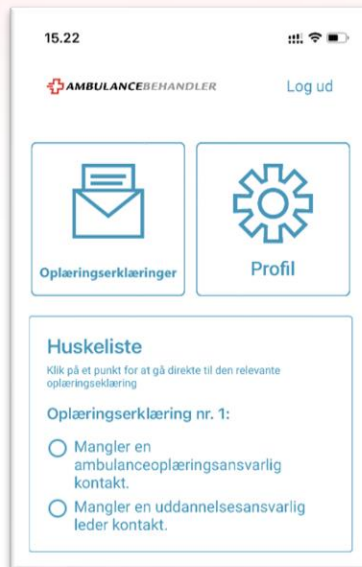 15.22
AMBULANCEBEHANDLER
Log ud
Oplæringserklæringer
Profil
Huskeliste
Klik på et punkt for at gå direkte til den relevante
oplæringseklæring
Oplæringserklæring nr. 1:
Mangler en
ambulanceoplæringsansvarlig
kontakt.
Mangler en uddannelsesansvarlig
leder kontakt.